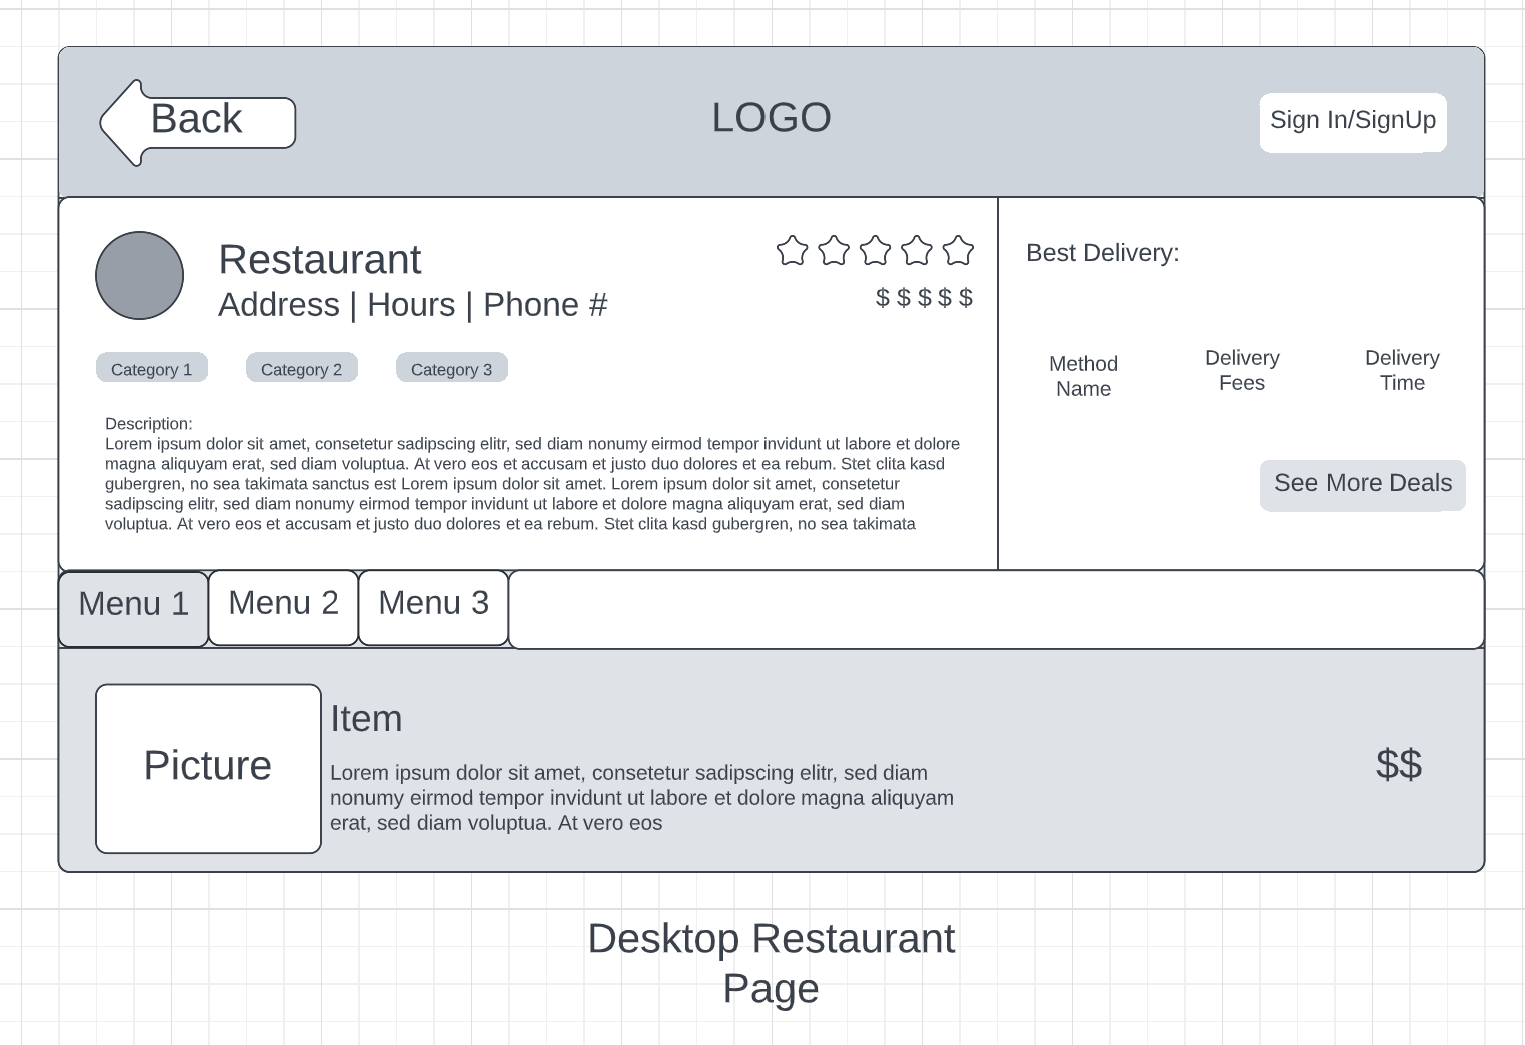 Back
LOGO
Sign In/SignUp
Restaurant
Address | Hours | Phone #
$ $ $ $ $
Category 1
Category 2
Category 3
Description:
Lorem ipsum dolor sit amet, consetetur sadipscing elitr, sed diam nonumy eirmod tempor invidunt ut labore et dolore
magna aliquyam erat, sed diam voluptua. At vero eos et accusam et justo duo dolores et ea rebum. Stet clita kasd
gubergren, no sea takimata sanctus est Lorem ipsum dolor sit amet. Lorem ipsum dolor sit amet, consetetur
sadipscing elitr, sed diam nonumy eirmod tempor invidunt ut labore et dolore magna aliquyam erat, sed diam
voluptua. At vero eos et accusam et justo duo dolores et ea rebum. Stet clita kasd gubergren, no sea takimata
Best Delivery:
Method
Name
Delivery
Fees
Delivery
Time
See More Deals
Menu 1
Menu 2
Menu 3
Picture
Item
Lorem ipsum dolor sit amet, consetetur sadipscing elitr, sed diam
nonumy eirmod tempor invidunt ut labore et dolore magna aliquyam
erat, sed diam voluptua. At vero eos
$$
Desktop Restaurant
Page